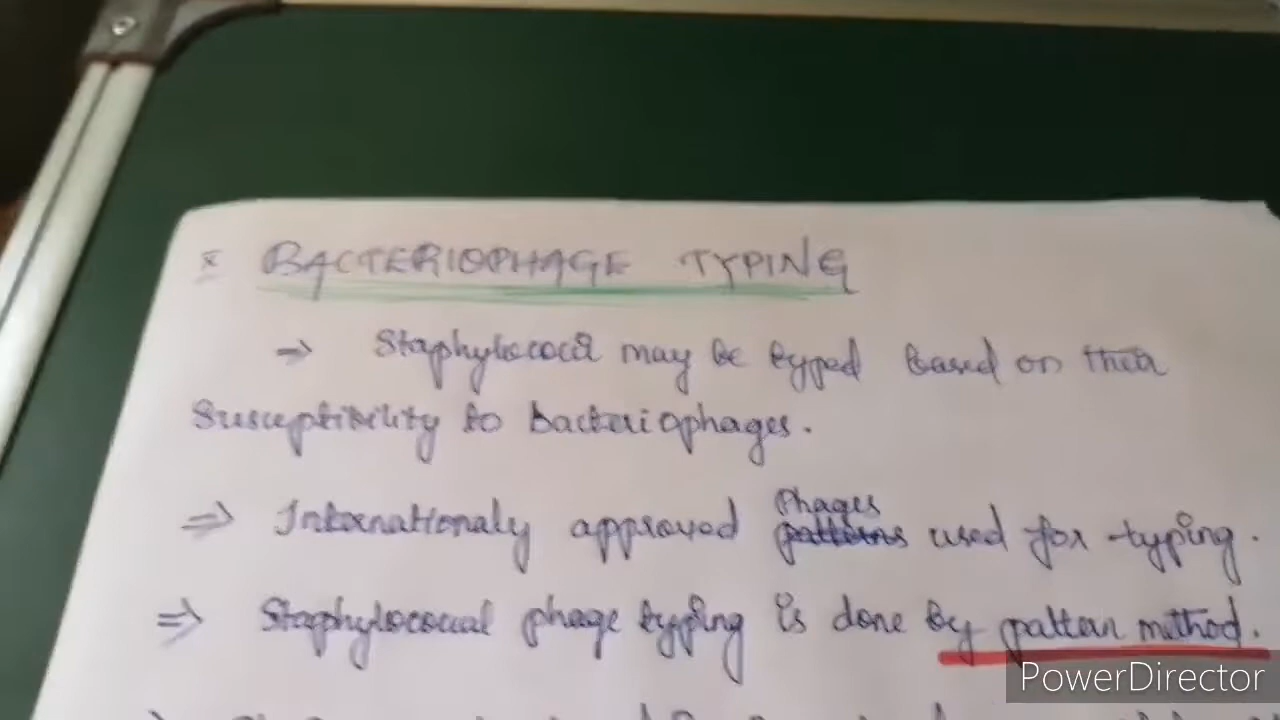 * BACTERIOPHAGE TYPING
⇒ Staphylococci may be typed based on their
susceptibility to bacteriophages.
⇒ Internationaly approved phages used for typing.
⇒ Staphylococcal phage typing is done by pattern method.
PowerDirector